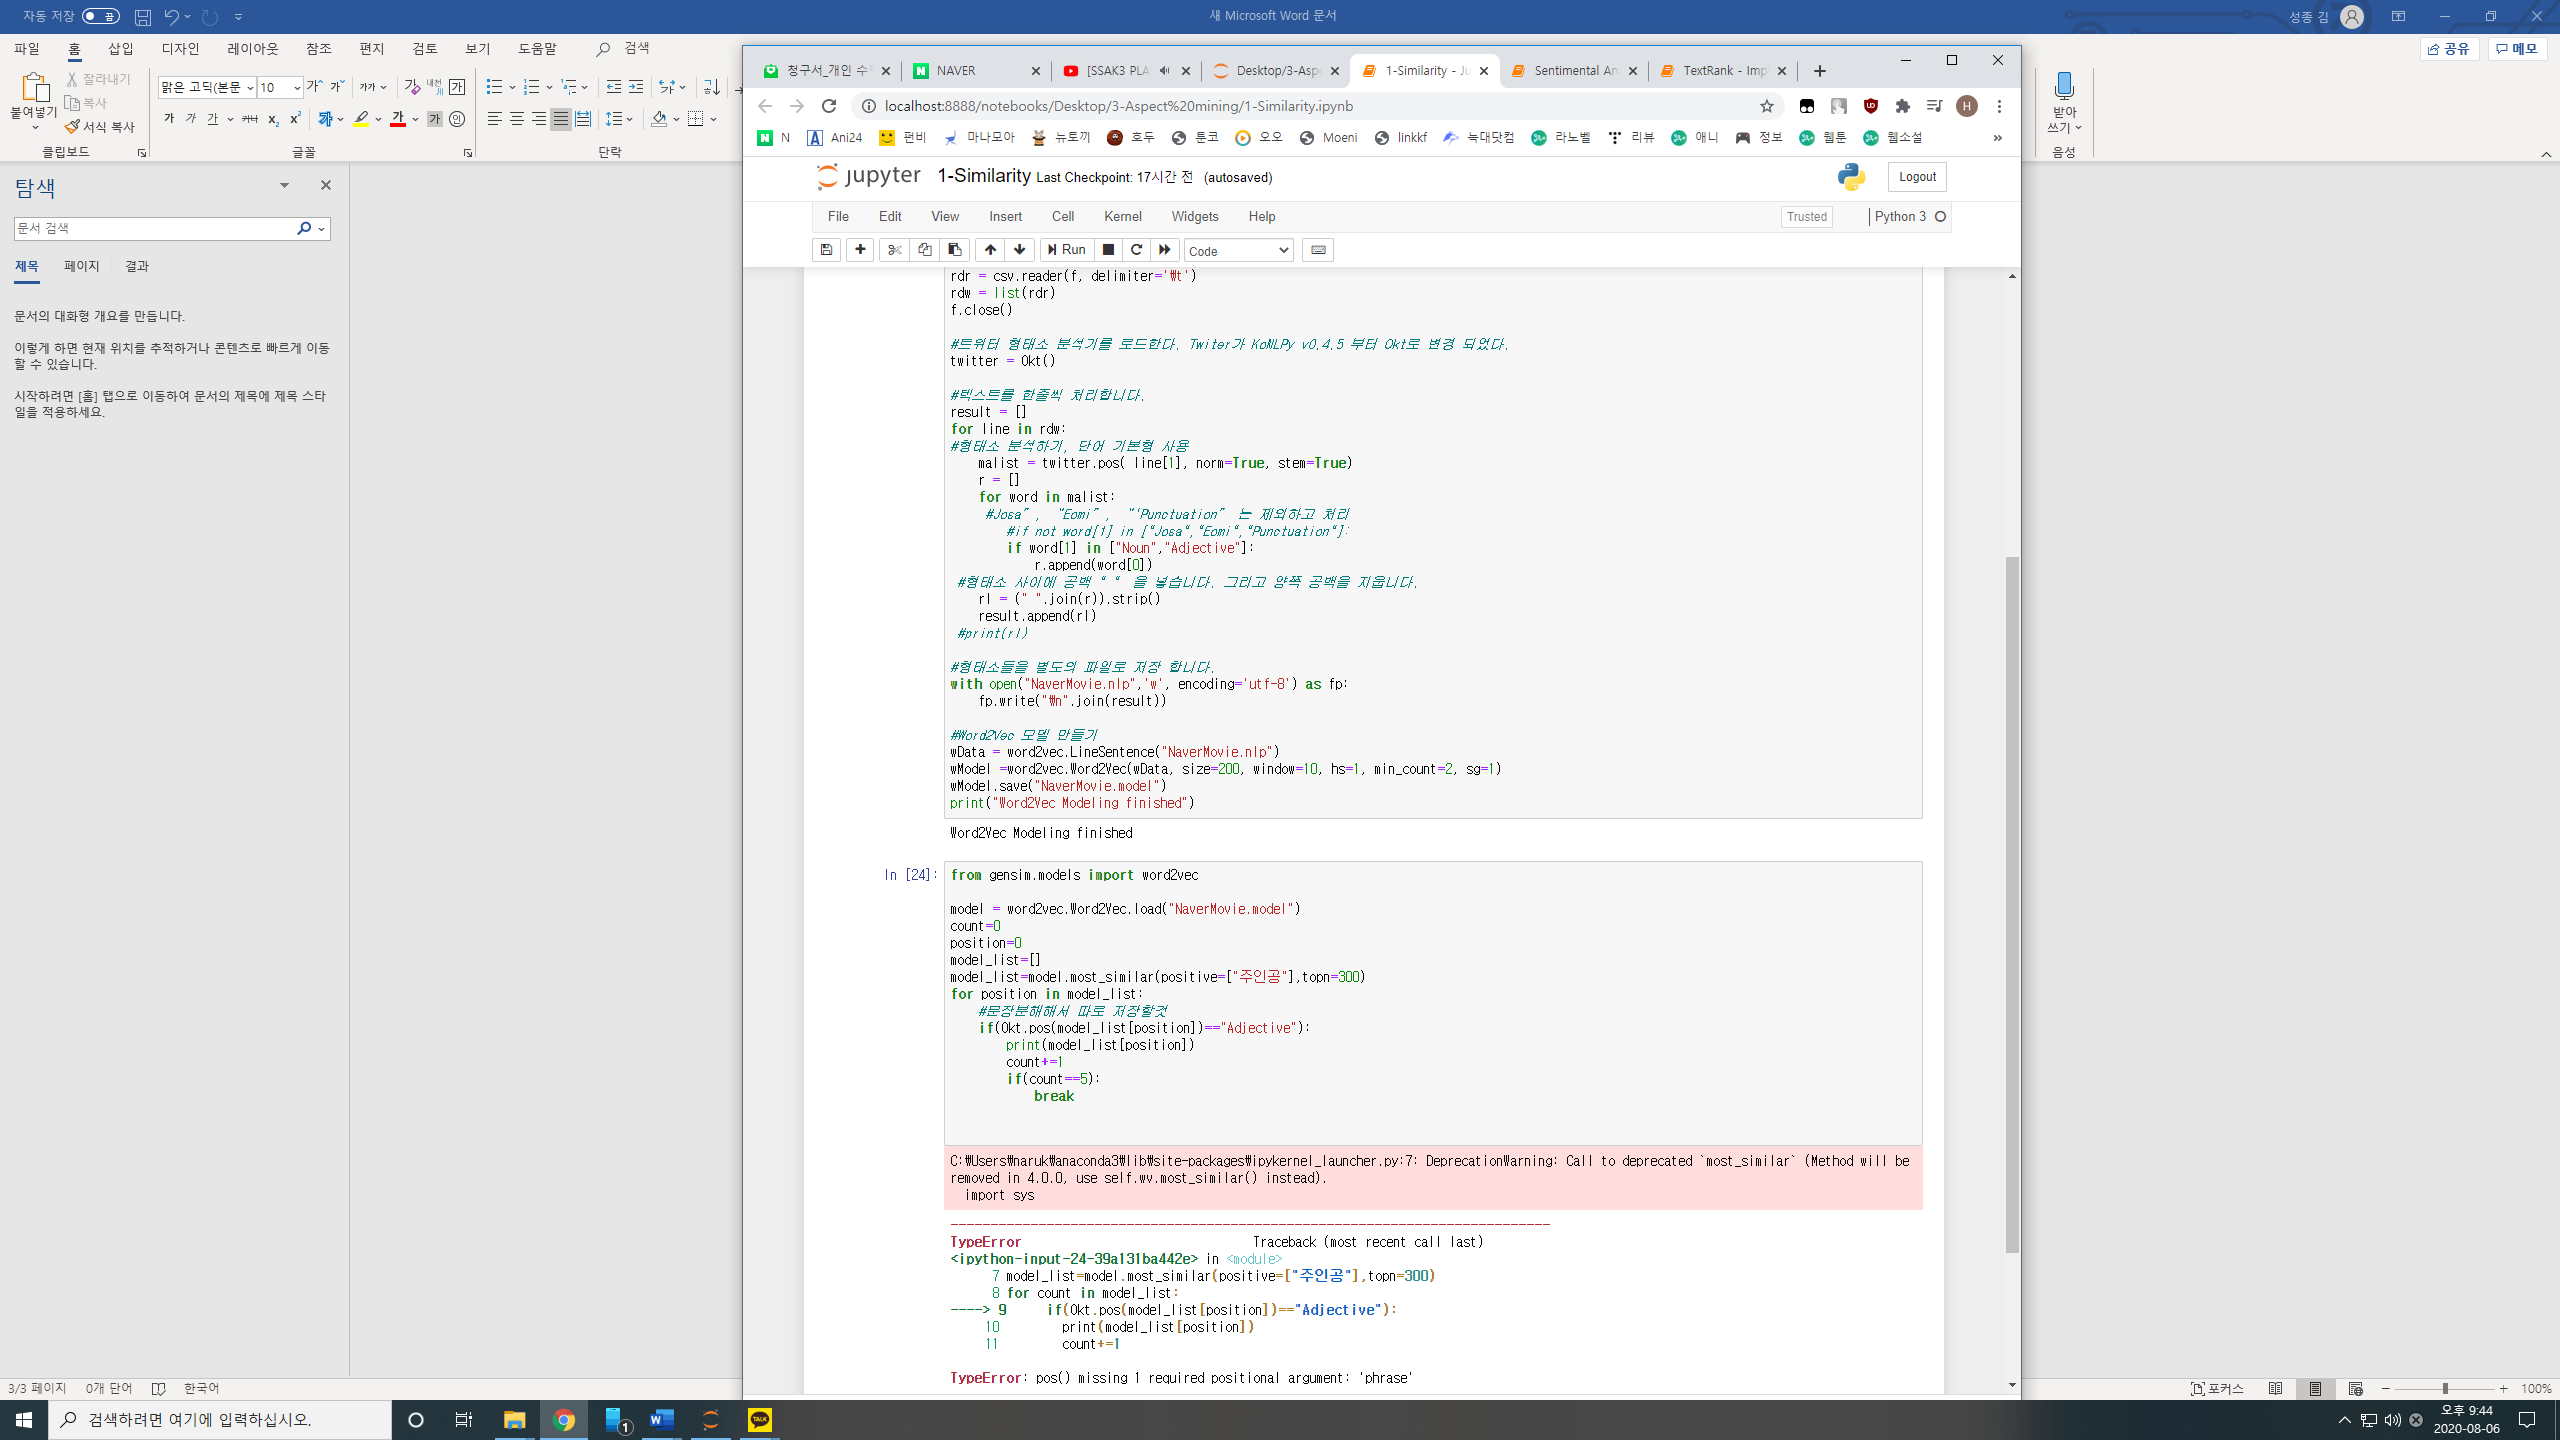 자동 저장 끔
새 Microsoft Word 문서
성종 김
파일 홈 삽입 디자인 레이아웃 참조 편지 검토 보기 도움말 검색
공유 메모
붙여넣기
잘라내기
복사
서식 복사
클립보드
맑은 고딕(본문 10
글꼴
단락
받아
쓰기
음성
탐색
문서 검색
제목 페이지 결과
문서의 대화형 개요를 만듭니다.
이렇게 하면 현재 위치를 추적하거나 콘텐츠로 빠르게 이동
할 수 있습니다.
시작하려면 [홈] 탭으로 이동하여 문서의 제목에 제목 스타
일을 적용하세요.
청구서_개인 수 NAVER [SSAK3 PLA Desktop/3-Aspe 1-Similarity - Ju Sentimental An TextRank - Impl
localhost:8888/notebooks/Desktop/3-Aspect%20mining/1-Similarity.ipynb
N Ani24 펀비 마나모아 뉴토끼 호두 툰코 오오 Moeni linkkf 늑대닷컴 라노벨 리뷰 애니 정보 웹툰 웹소설 »
jupyter 1-Similarity Last Checkpoint: 17시간 전 (autosaved)
Logout
File Edit View Insert Cell Kernel Widgets Help
Trusted Python 3
Run Code
rdr = csv.reader(f, delimiter='₩t')
rdw = list(rdr)
f.close()
#트위터 형태소 분석기를 로드한다. Twiter가 KoNLPy v0.4.5 부터 Okt로 변경 되었다.
twitter = Okt()
#텍스트를 한줄씩 처리합니다.
result = []
for line in rdw:
#형태소 분석하기, 단어 기본형 사용
malist = twitter.pos( line[1], norm=True, stem=True)
r = []
for word in malist:
#Josa” , “Eomi” , “'Punctuation” 는 제외하고 처리
#if not word[1] in [“Josa“,“Eomi“,“Punctuation“]:
if word[1] in ["Noun","Adjective"]:
r.append(word[0])
#형태소 사이에 공백 “ “ 을 넣습니다. 그리고 양쪽 공백을 지웁니다.
rl = (" ".join(r)).strip()
result.append(rl)
#print(rl)
#형태소들을 별도의 파일로 저장 합니다.
with open("NaverMovie.nlp",'w', encoding='utf-8') as fp:
fp.write("₩n".join(result))
#Word2Vec 모델 만들기
wData = word2vec.LineSentence("NaverMovie.nlp")
wModel =word2vec.Word2Vec(wData, size=200, window=10, hs=1, min_count=2, sg=1)
wModel.save("NaverMovie.model")
print("Word2Vec Modeling finished")
Word2Vec Modeling finished
In [24]:
from gensim.models import word2vec
model = word2vec.Word2Vec.load("NaverMovie.model")
count=0
position=0
model_list=[]
model_list=model.most_similar(positive=["주인공"],topn=300)
for position in model_list:
#문장분해해서 따로 저장할것
if(Okt.pos(model_list[position])=="Adjective"):
print(model_list[position])
count+=1
if(count==5):
break
C:₩Users₩naruk₩anaconda3₩lib₩site-packages₩ipykernel_launcher.py:7: DeprecationWarning: Call to deprecated `most_similar` (Method will be
removed in 4.0.0, use self.wv.most_similar() instead).
import sys
---------------------------------------------------------------------------
TypeError Traceback (most recent call last)
<ipython-input-24-39a131ba442e> in <module>
7 model_list=model.most_similar(positive=["주인공"],topn=300)
8 for count in model_list:
----> 9 if(Okt.pos(model_list[position])=="Adjective"):
10 print(model_list[position])
11 count+=1
TypeError: pos() missing 1 required positional argument: 'phrase'
3/3 페이지 0개 단어 한국어
포커스 100%
검색하려면 여기에 입력하십시오.
1
TALK
오후 9:44
2020-08-06